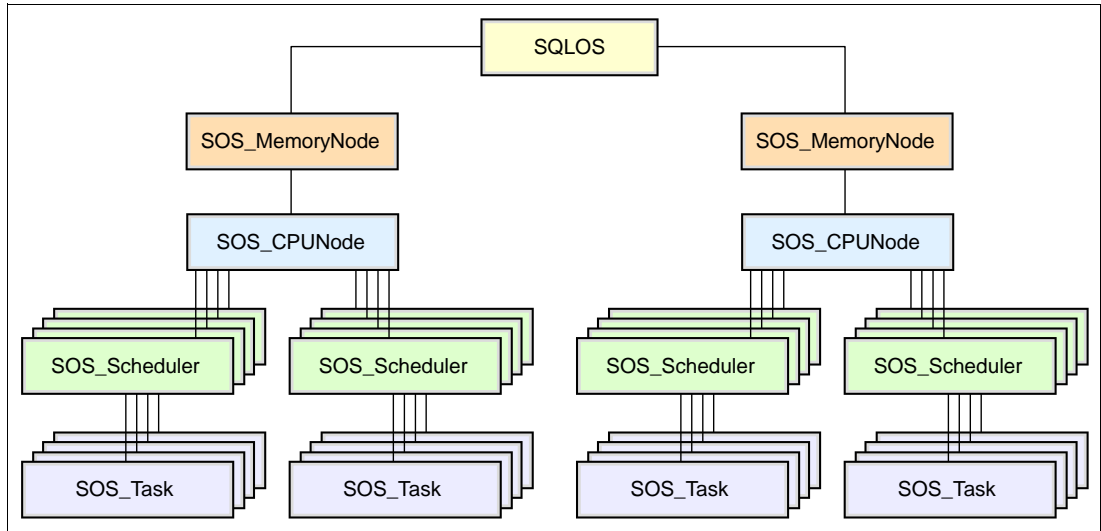 SQLOS
SOS_MemoryNode
SOS_MemoryNode
SOS_CPUNode
SOS_CPUNode
SOS_Scheduler
SOS_Scheduler
SOS_Scheduler
SOS_Scheduler
SOS_Task
SOS_Task
SOS_Task
SOS_Task